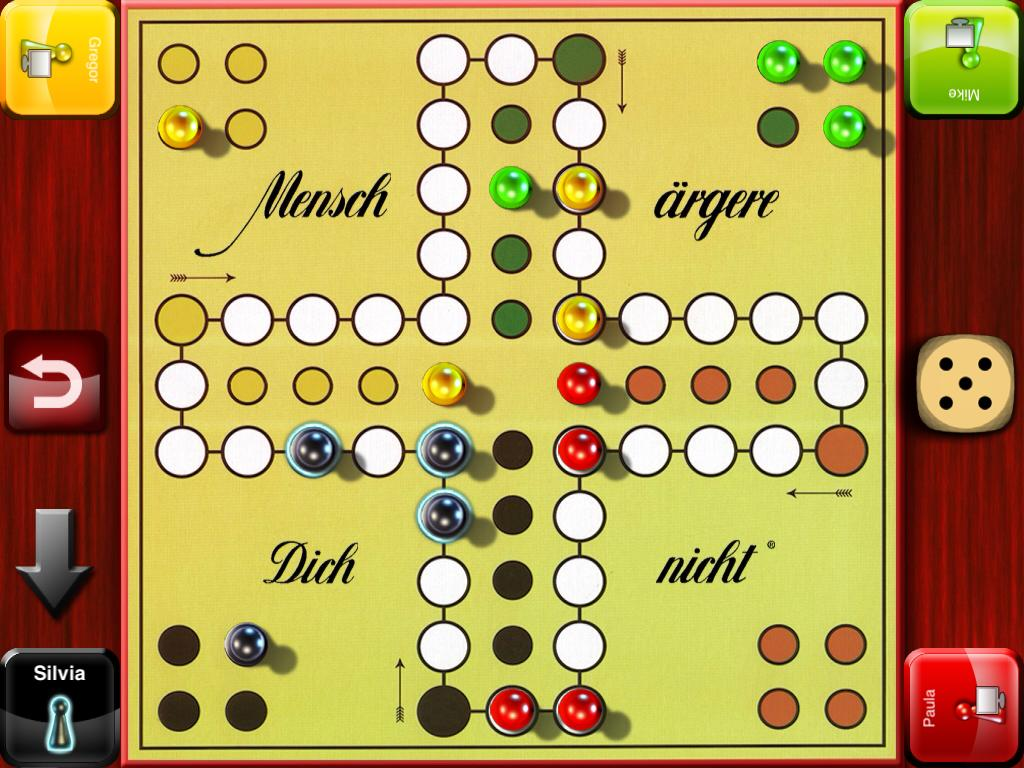 Gregor
Mike
Mensch
ärgere
Dich
nicht ®
Silvia
Paula